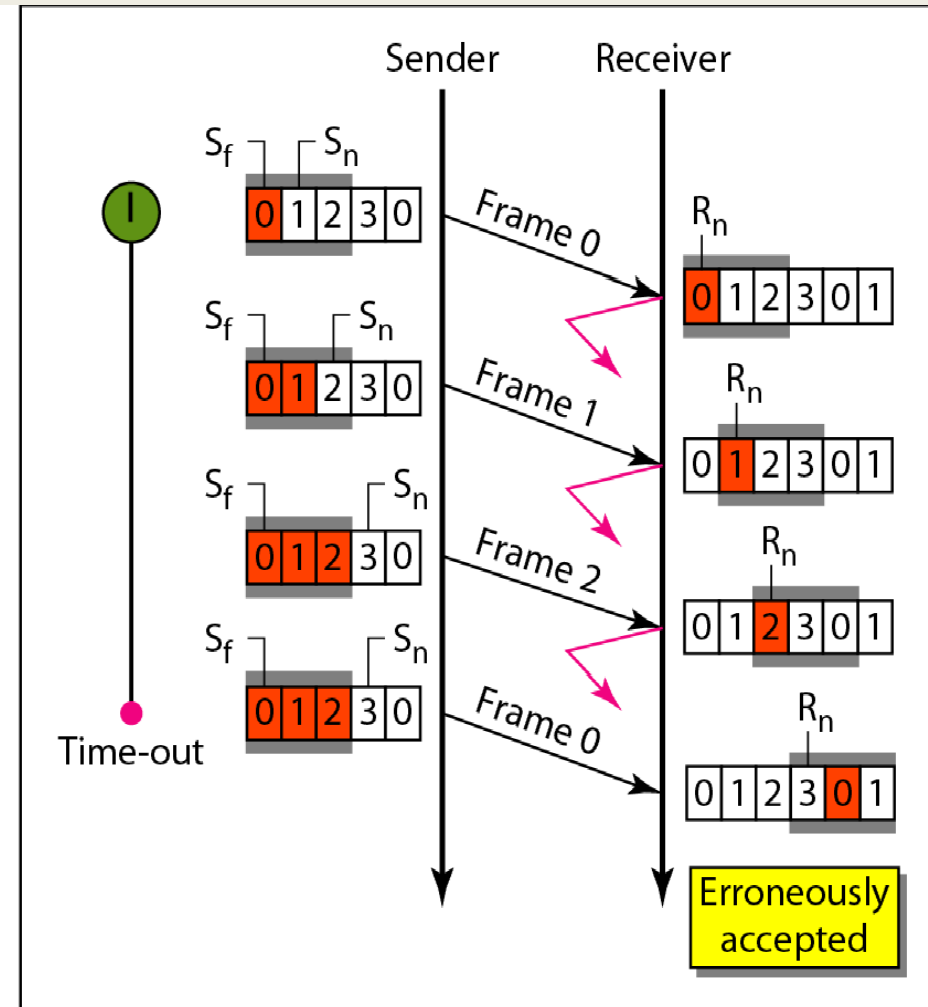 Sender Receiver
Sf Sn
0 1 2 3 0
Frame 0
Rn
0 1 2 3 0 1
Sf Sn
0 1 2 3 0
Frame 1
Rn
0 1 2 3 0 1
Sf Sn
0 1 2 3 0
Frame 2
Rn
0 1 2 3 0 1
Sf Sn
0 1 2 3 0
Frame 0
Time-out
Rn
0 1 2 3 0 1
Erroneously
accepted